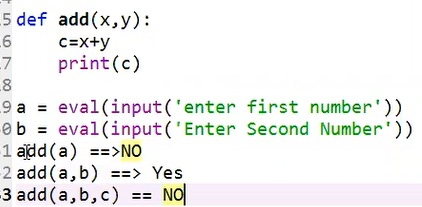 5 def add(x,y):
6 c=x+y
7 print(c)
8
9 a = eval(input('enter first number'))
0 b = eval(input('Enter Second Number'))
1 add(a) ==>NO
2 add(a,b) ==> Yes
3 add(a,b,c) == NO